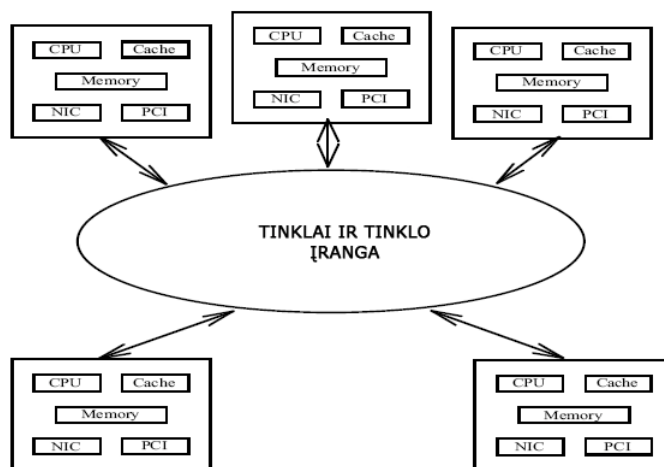 CPU Cache
Memory
NIC PCI
CPU Cache
Memory
NIC PCI
CPU Cache
Memory
NIC PCI
TINKLAI IR TINKLO
ĮRANGA
CPU Cache
Memory
NIC PCI
CPU Cache
Memory
NIC PCI